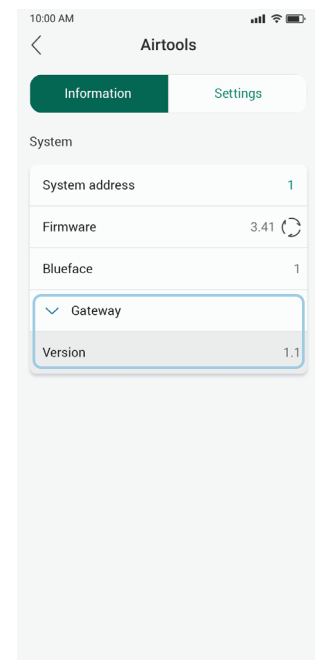 10:00 AM
Airtools
Information Settings
System
System address 1
Firmware 3.41
Blueface 1
Gateway
Version 1.1